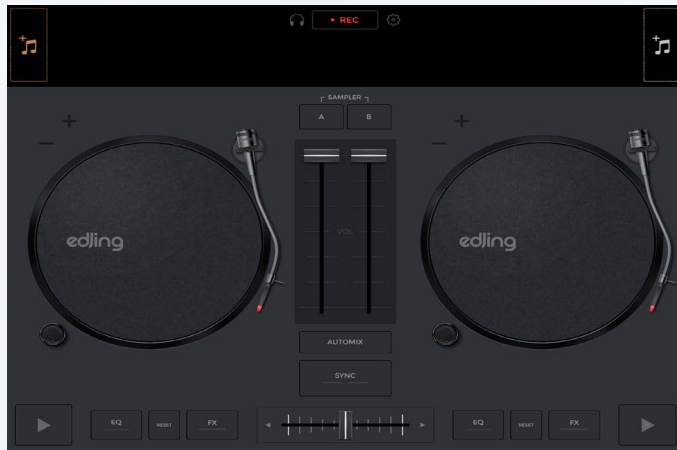 • REC
SAMPLER
A B
edjing edjing
VOL
AUTOMIX
SYNC
EQ RESET FX EQ RESET FX